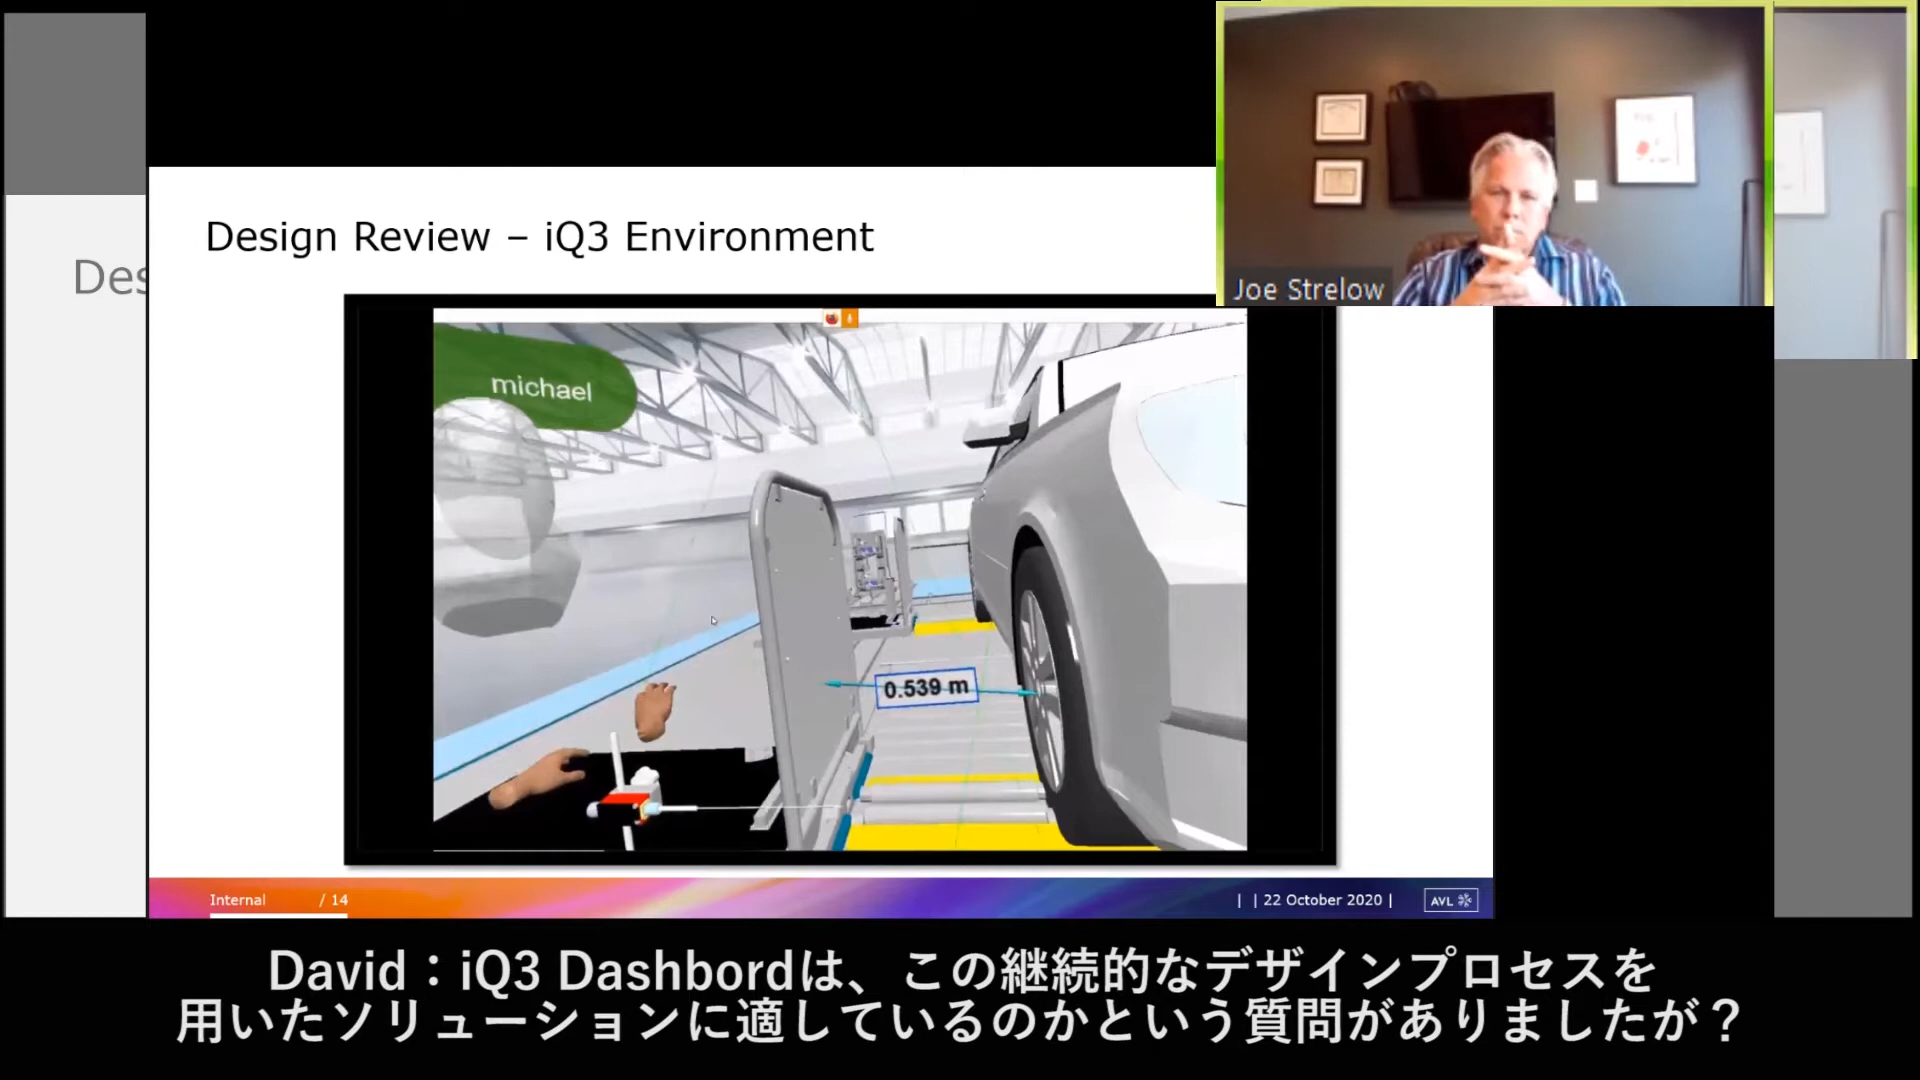 Des
Design Review – iQ3 Environment
Joe Strelow
michael
0.539 m
Internal / 14
| | 22 October 2020 |
AVL
David：iQ3 Dashbordは、この継続的なデザインプロセスを
用いたソリューションに適しているのかという質問がありましたが？